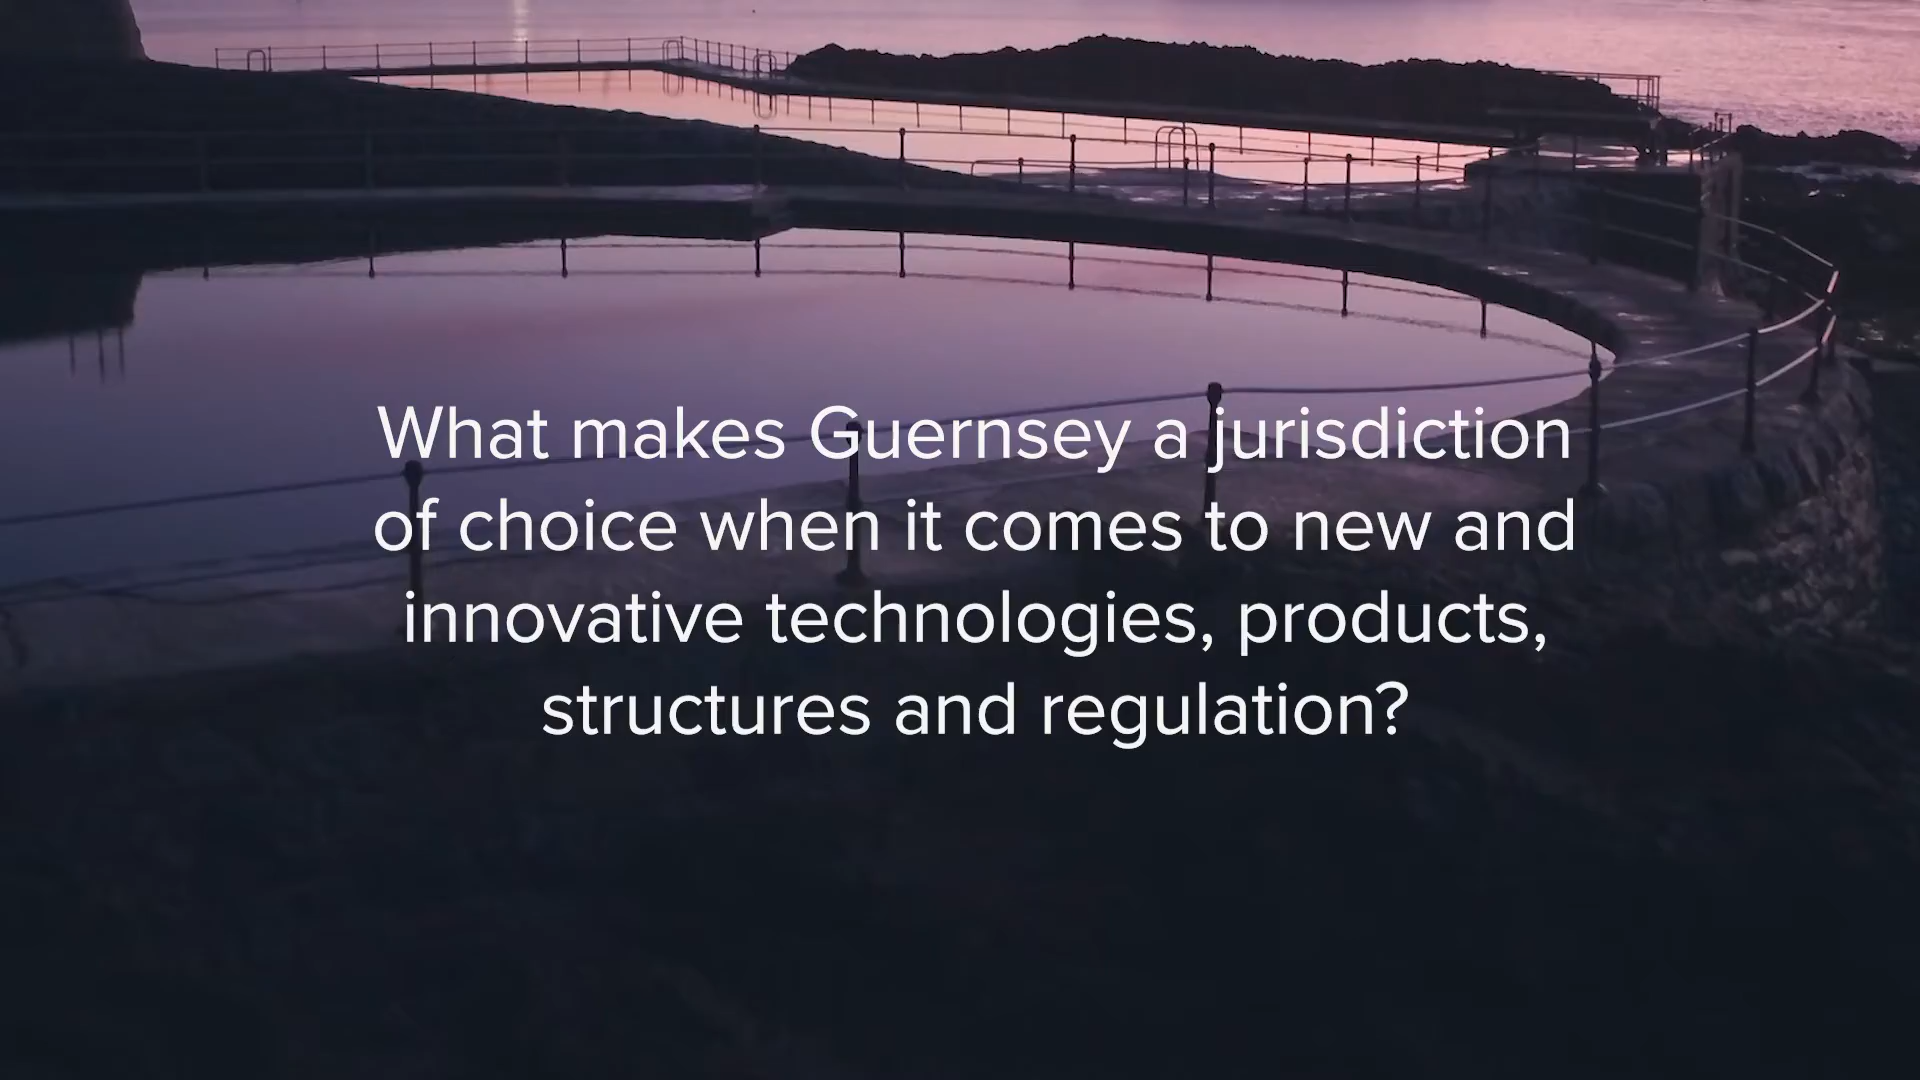 What makes Guernsey a jurisdiction
of choice when it comes to new and
innovative technologies, products,
structures and regulation?